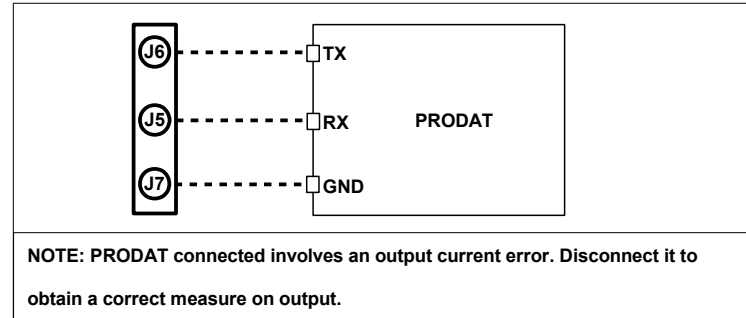 J6 TX
J5 RX PRODAT
J7 GND
NOTE: PRODAT connected involves an output current error. Disconnect it to
obtain a correct measure on output.